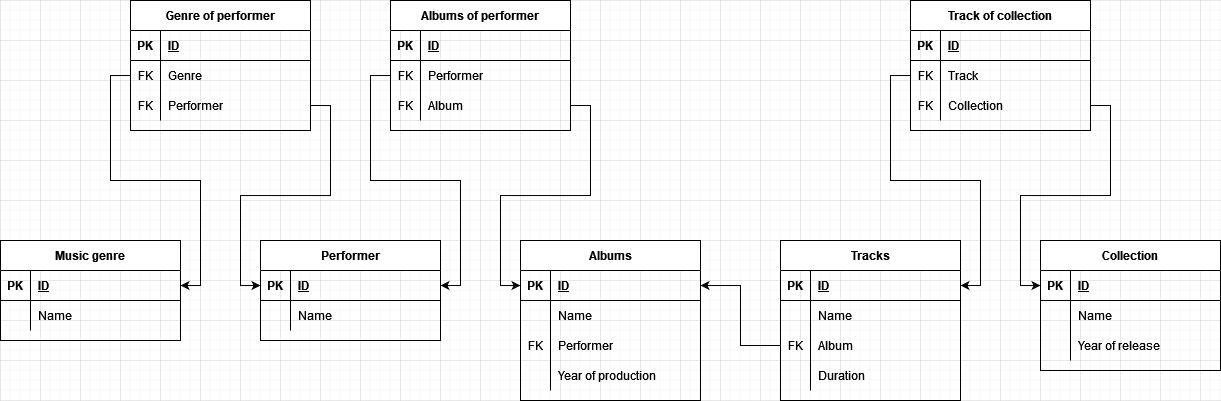 Genre of performer
PK ID
FK Genre
FK Performer
Albums of performer
PK ID
FK Performer
FK Album
Track of collection
PK ID
FK Track
FK Collection
Music genre
PK ID
Name
Performer
PK ID
Name
Albums
PK ID
Name
FK Performer
Year of production
Tracks
PK ID
Name
FK Album
Duration
Collection
PK ID
Name
Year of release